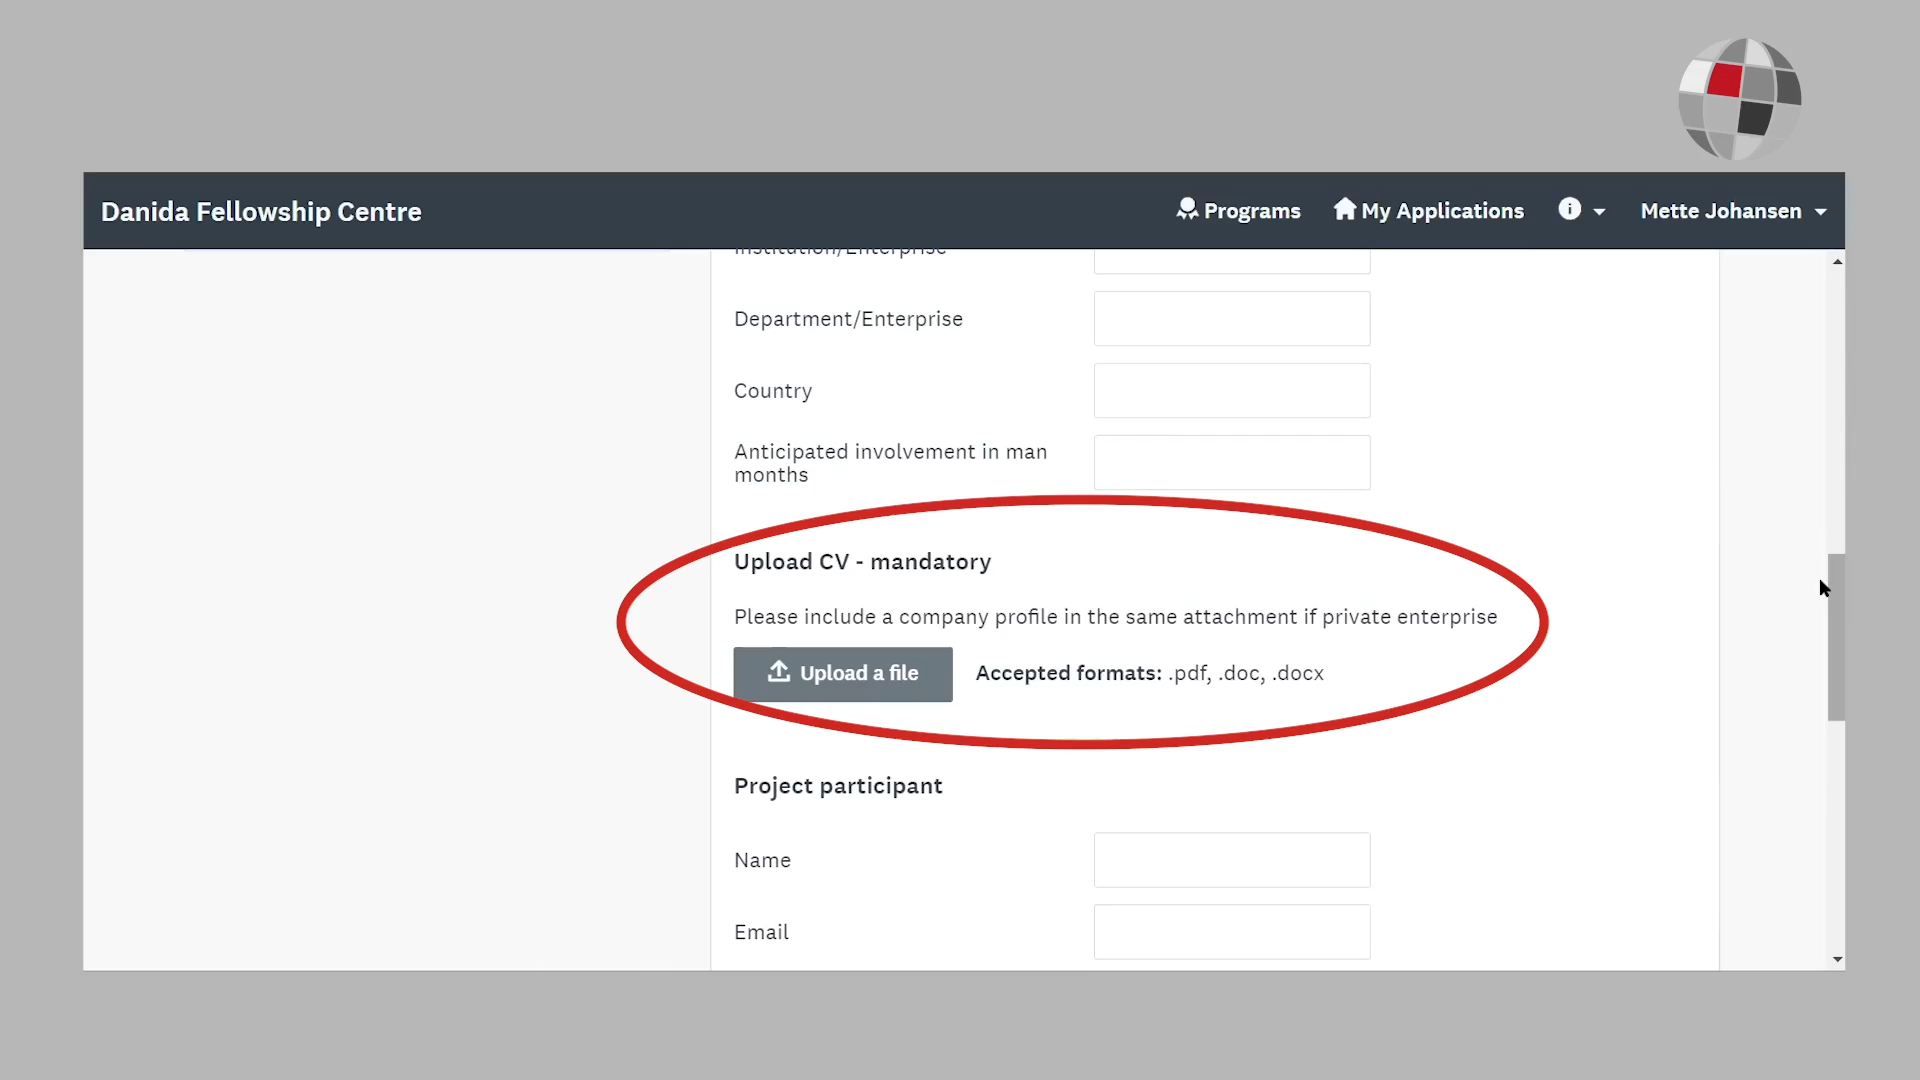 Danida Fellowship Centre
Programs
My Applications
Mette Johansen
Institution/Enterprise
Department/Enterprise
Country
Anticipated involvement in man
months
Upload CV - mandatory
Please include a company profile in the same attachment if private enterprise
Upload a file
Accepted formats: .pdf, .doc, .docx
Project participant
Name
Email